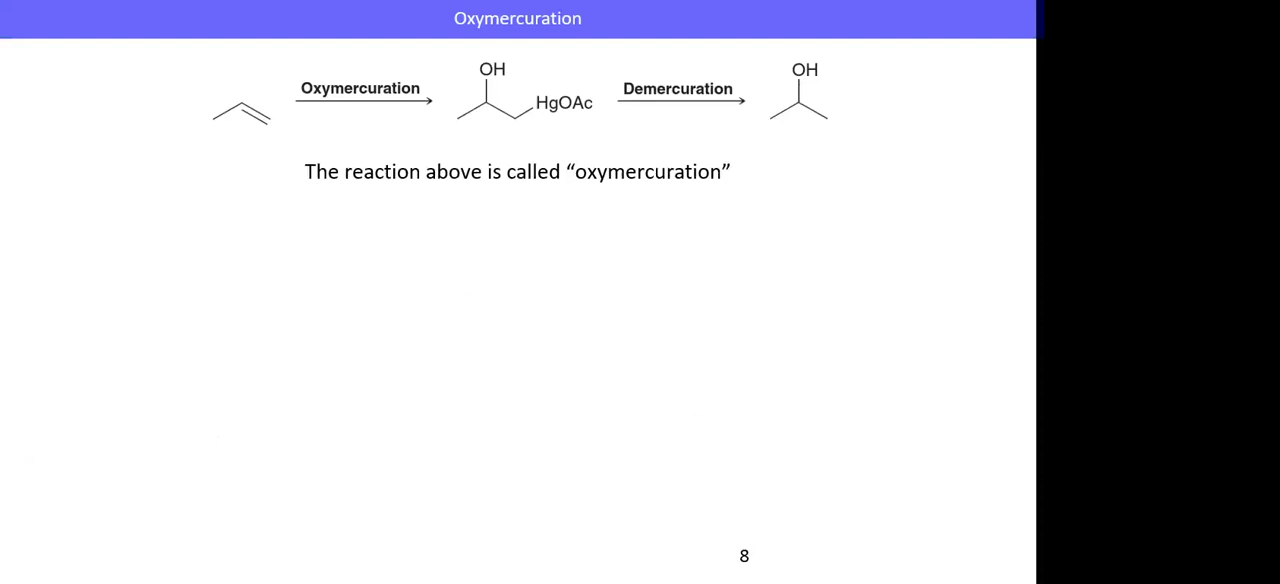 Oxymercuration
OH
OH
Oxymercuration
HgOAc
Demercuration
The reaction above is called “oxymercuration”
8